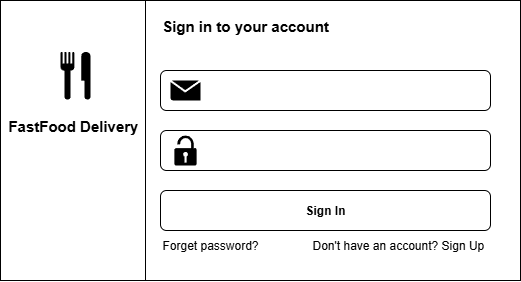 FastFood Delivery
Sign in to your account
Sign In
Forget password?
Don't have an account? Sign Up